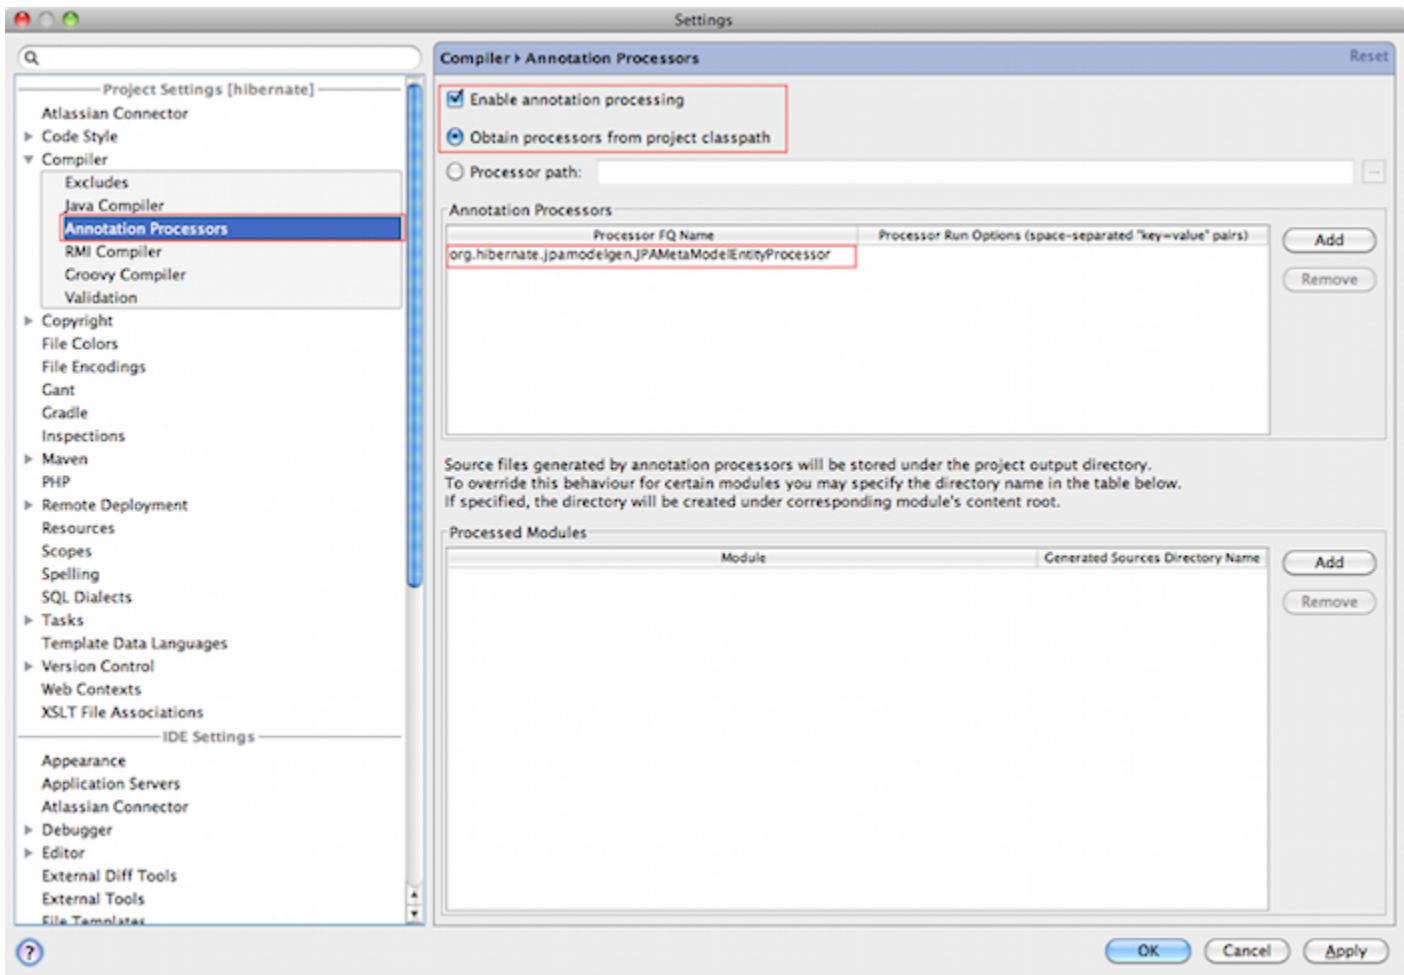 Settings
Project Settings [hibernate]
Atlassian Connector
Code Style
Compiler
Excludes
Java Compiler
Annotation Processors
RMI Compiler
Groovy Compiler
Validation
Copyright
File Colors
File Encodings
Gant
Gradle
Inspections
Maven
PHP
Remote Deployment
Resources
Scopes
Spelling
SQL Dialects
Tasks
Template Data Languages
Version Control
Web Contexts
XSLT File Associations
IDE Settings
Appearance
Application Servers
Atlassian Connector
Debugger
Editor
External Diff Tools
External Tools
File Templates
Compiler Annotation Processors
Reset
Enable annotation processing
Obtain processors from project classpath
Processor path:
...
Annotation Processors
Processor FQ Name Processor Run Options (space-separated "key=value" pairs)
org.hibernate.jpamodelgen.JPAMetaModelEntityProcessor
Add
Remove
Source files generated by annotation processors will be stored under the project output directory.
To override this behaviour for certain modules you may specify the directory name in the table below.
If specified, the directory will be created under corresponding module's content root.
Processed Modules
Module Generated Sources Directory Name
Add
Remove
?
OK Cancel Apply